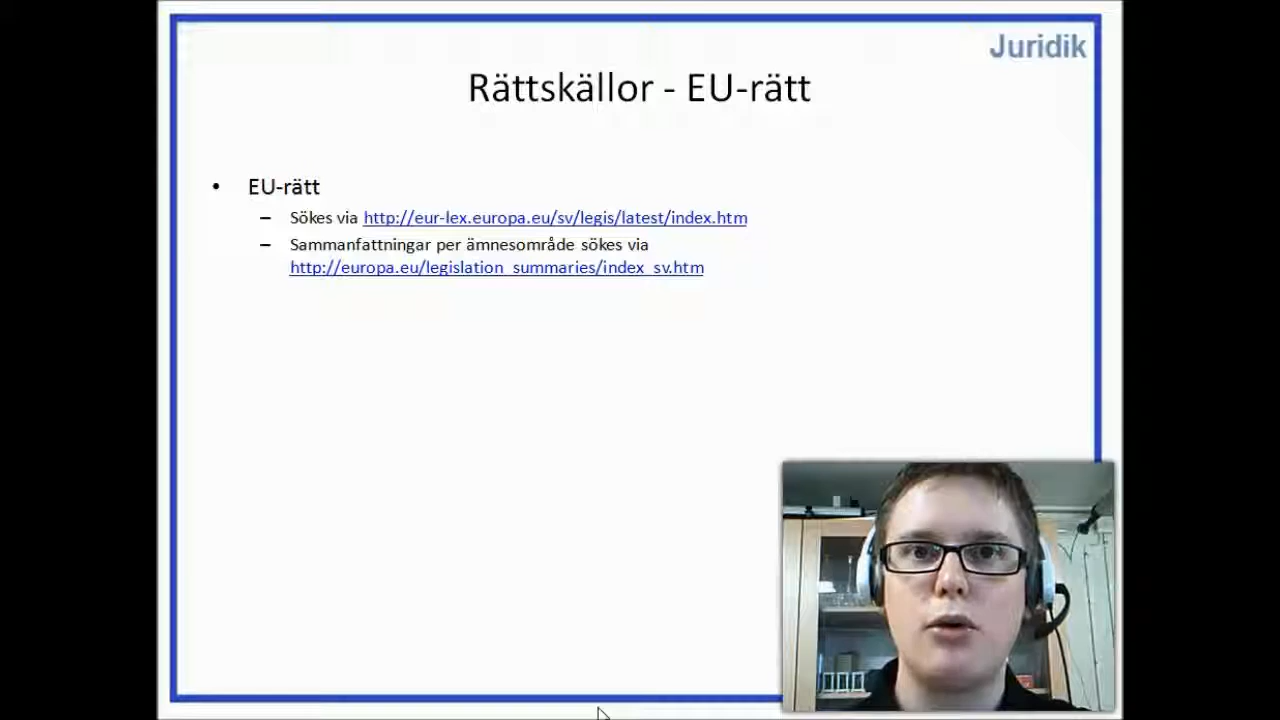 Juridik
Rättskällor - EU-rätt
• EU-rätt
– Sökes via http://eur-lex.europa.eu/sv/legis/latest/index.htm
– Sammanfattningar per ämnesområde sökes via
http://europa.eu/legislation_summaries/index_sv.htm